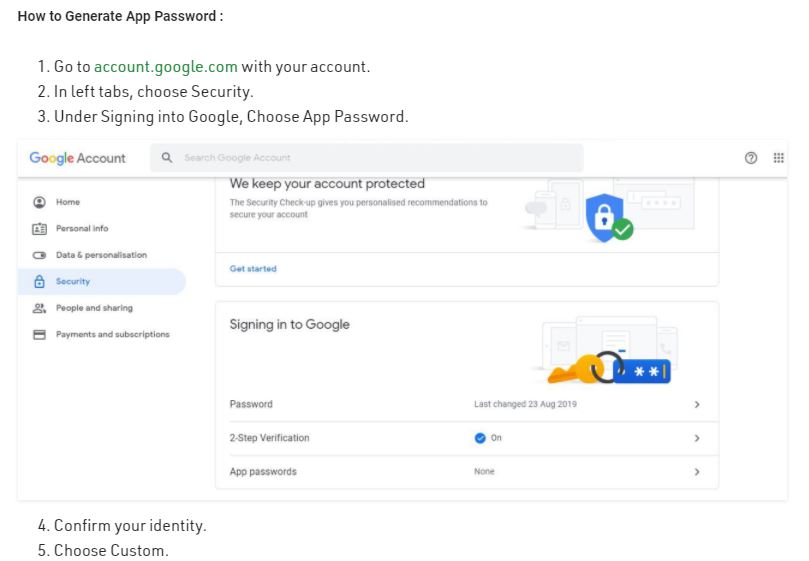 How to Generate App Password :
1. Go to account.google.com with your account.
2. In left tabs, choose Security.
3. Under Signing into Google, Choose App Password.
Google Account
Search Google Account
Home
Personal info
Data & personalisation
Security
People and sharing
Payments and subscriptions
We keep your account protected
The Security Check-up gives you personalised recommendations to
secure your account
Get started
Signing in to Google
Password Last changed 23 Aug 2019
2-Step Verification On
App passwords None
4. Confirm your identity.
5. Choose Custom.